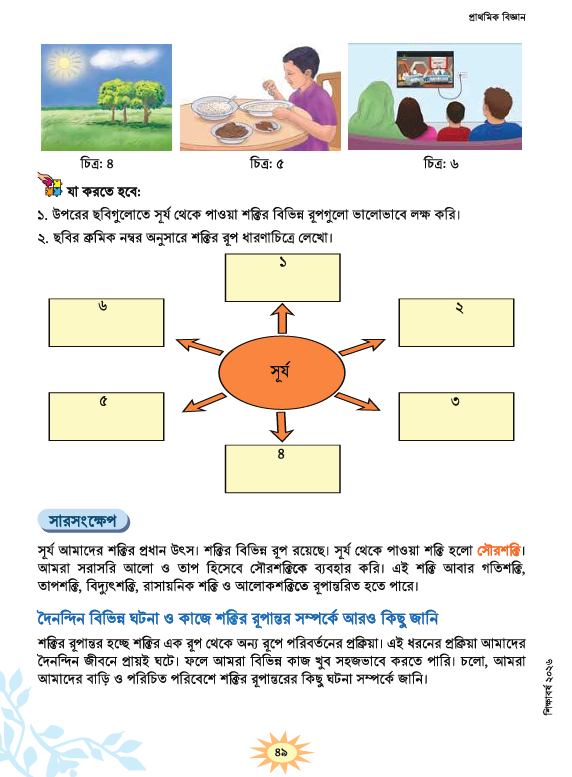 প্রাথমিক বিজ্ঞান
চিত্র: ৪
চিত্র: ৫
চিত্র: ৬
যা করতে হবে:
১. উপরের ছবিগুলোতে সূর্য থেকে পাওয়া শক্তির বিভিন্ন রূপগুলো ভালোভাবে লক্ষ করি।
২. ছবির ক্রমিক নম্বর অনুসারে শক্তির রূপ ধারণাচিত্রে লেখো।
১
৬
২
সূর্য
৫
৩
৪
সারসংক্ষেপ
সূর্য আমাদের শক্তির প্রধান উৎস। শক্তির বিভিন্ন রূপ রয়েছে। সূর্য থেকে পাওয়া শক্তি হলো সৌরশক্তি।
আমরা সরাসরি আলো ও তাপ হিসেবে সৌরশক্তিকে ব্যবহার করি। এই শক্তি আবার গতিশক্তি,
তাপশক্তি, বিদ্যুৎশক্তি, রাসায়নিক শক্তি ও আলোকশক্তিতে রূপান্তরিত হতে পারে।
দৈনন্দিন বিভিন্ন ঘটনা ও কাজে শক্তির রূপান্তর সম্পর্কে আরও কিছু জানি
শক্তির রূপান্তর হচ্ছে শক্তির এক রূপ থেকে অন্য রূপে পরিবর্তনের প্রক্রিয়া। এই ধরনের প্রক্রিয়া আমাদের
দৈনন্দিন জীবনে প্রায়ই ঘটে। ফলে আমরা বিভিন্ন কাজ খুব সহজভাবে করতে পারি। চলো, আমরা
আমাদের বাড়ি ও পরিচিত পরিবেশে শক্তির রূপান্তরের কিছু ঘটনা সম্পর্কে জানি।
শিক্ষাবর্ষ ২০২৬
৪৯